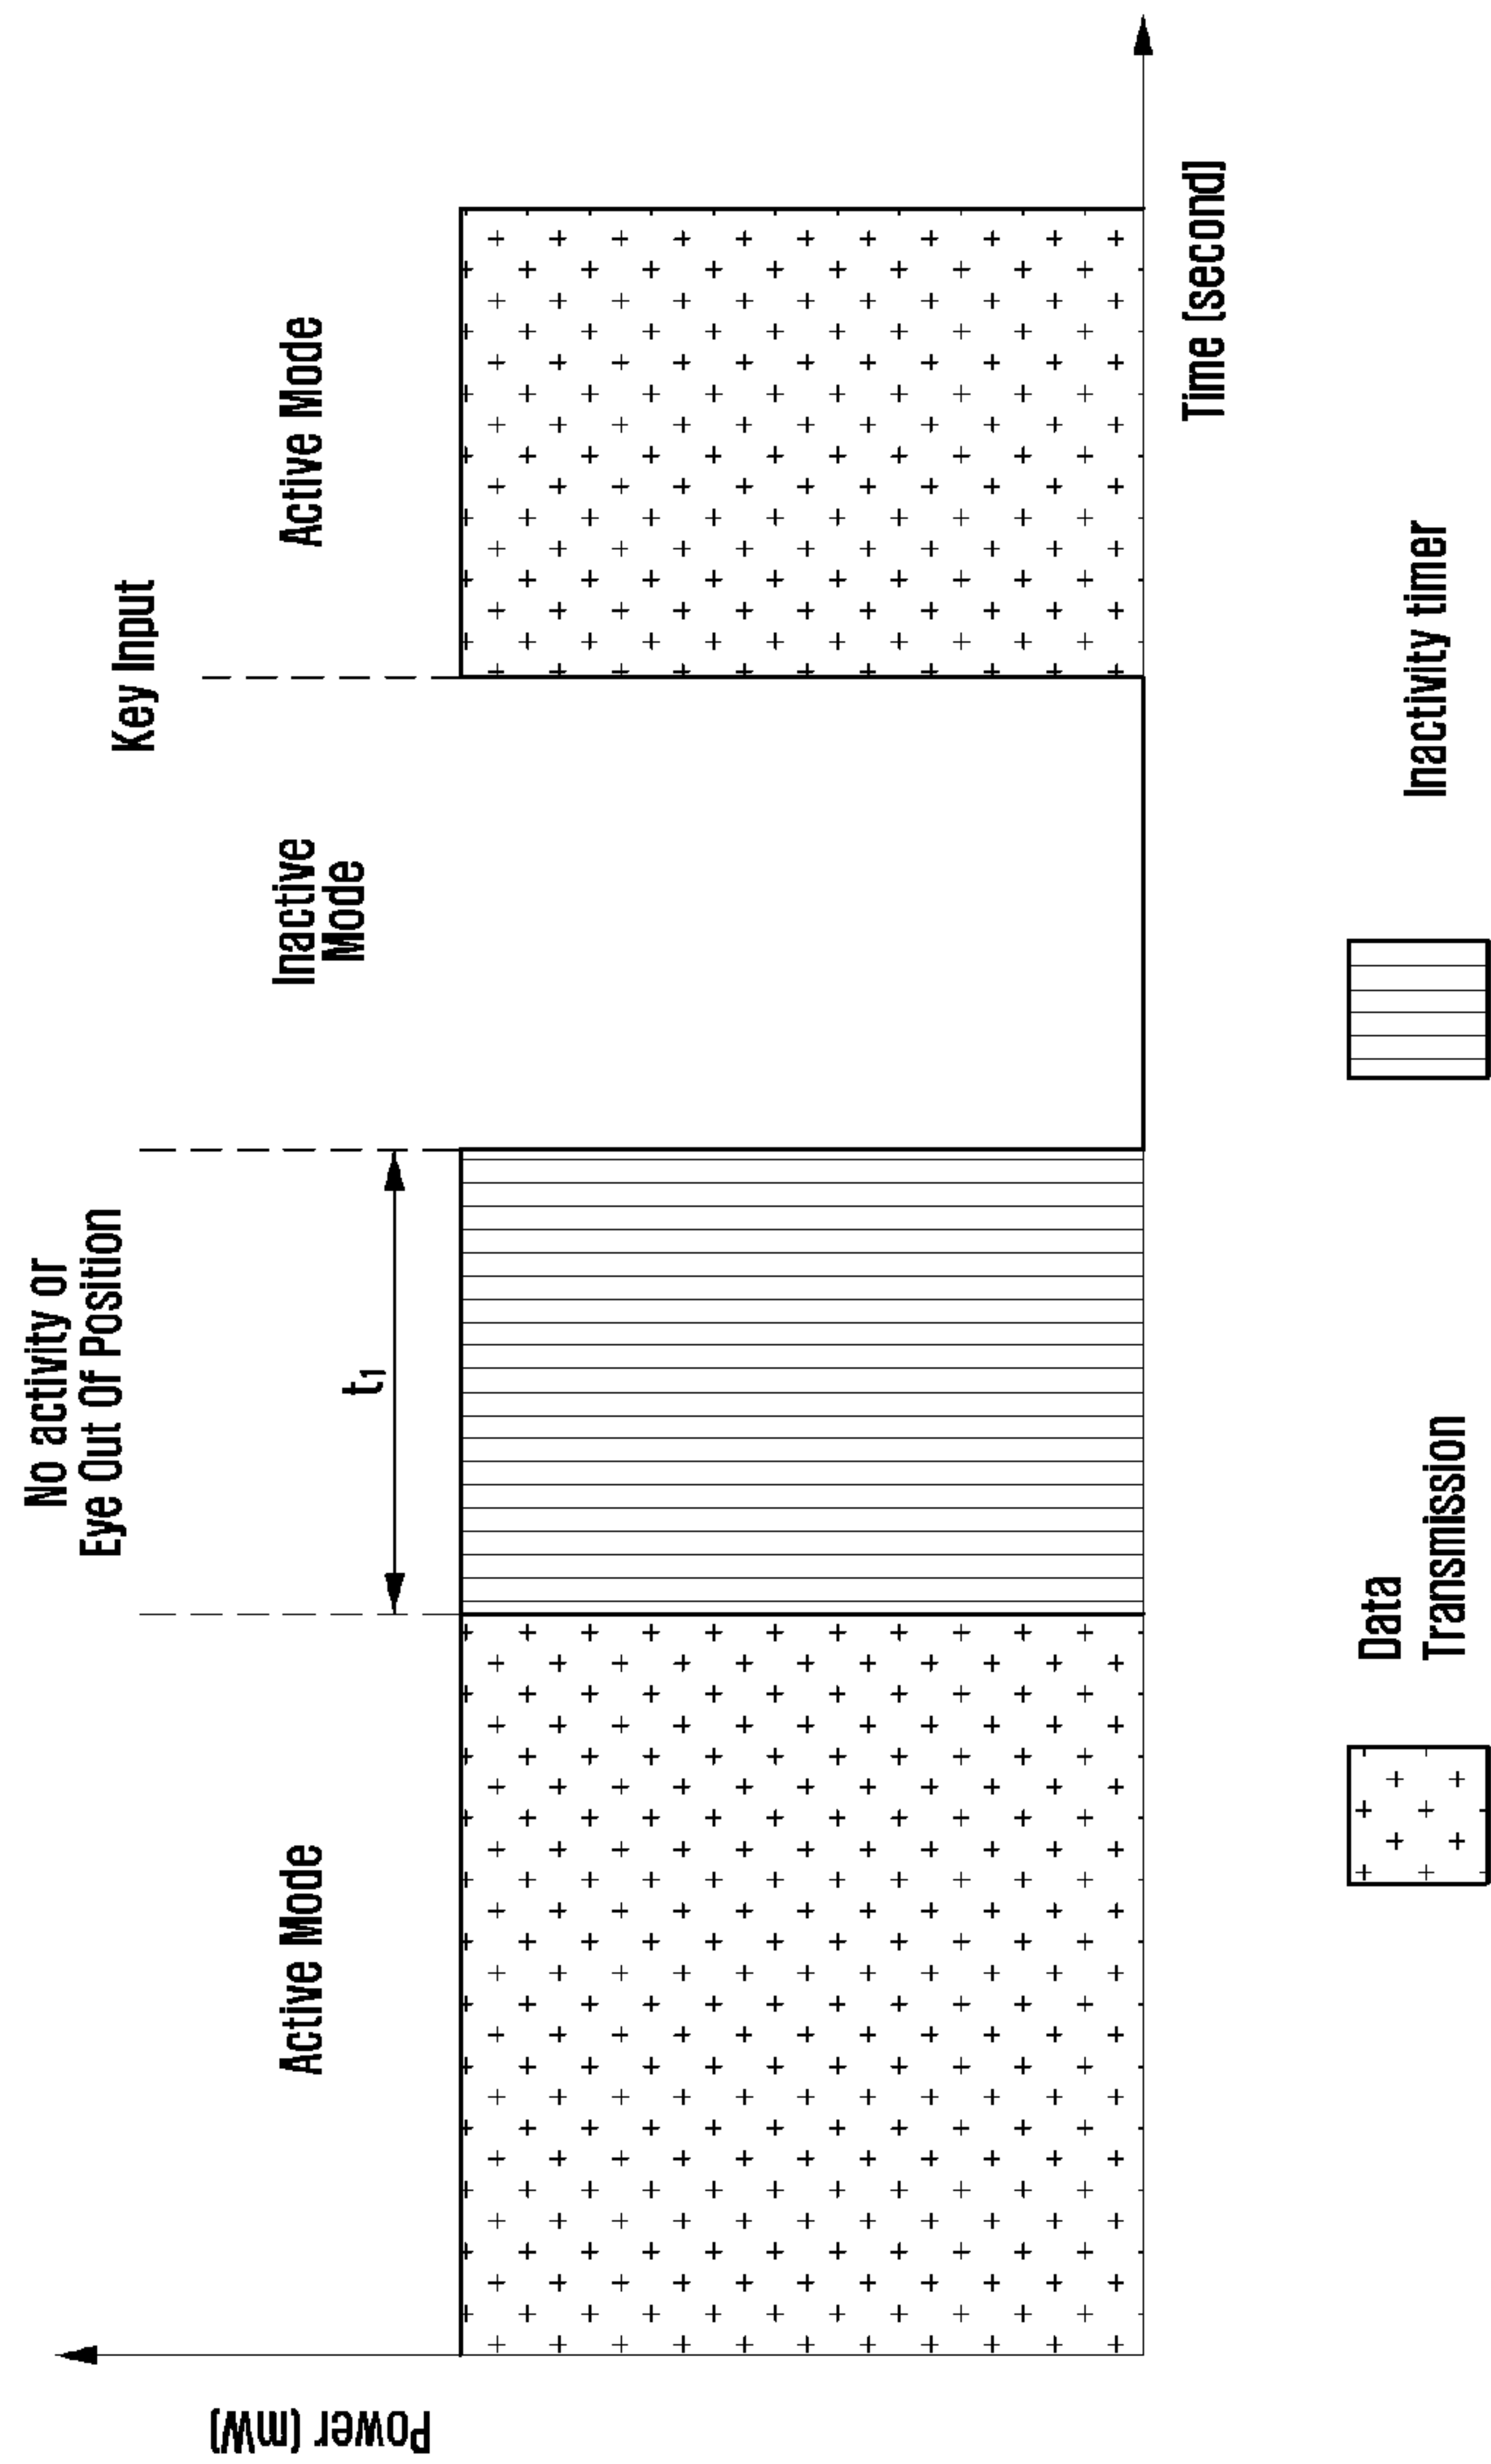 Power (mW)
Active Mode
No activity or
Eye Out Of Position
t1
Inactive
Mode
Key Input
Active Mode
Time (second)
Data
Transmission
Inactivity timer